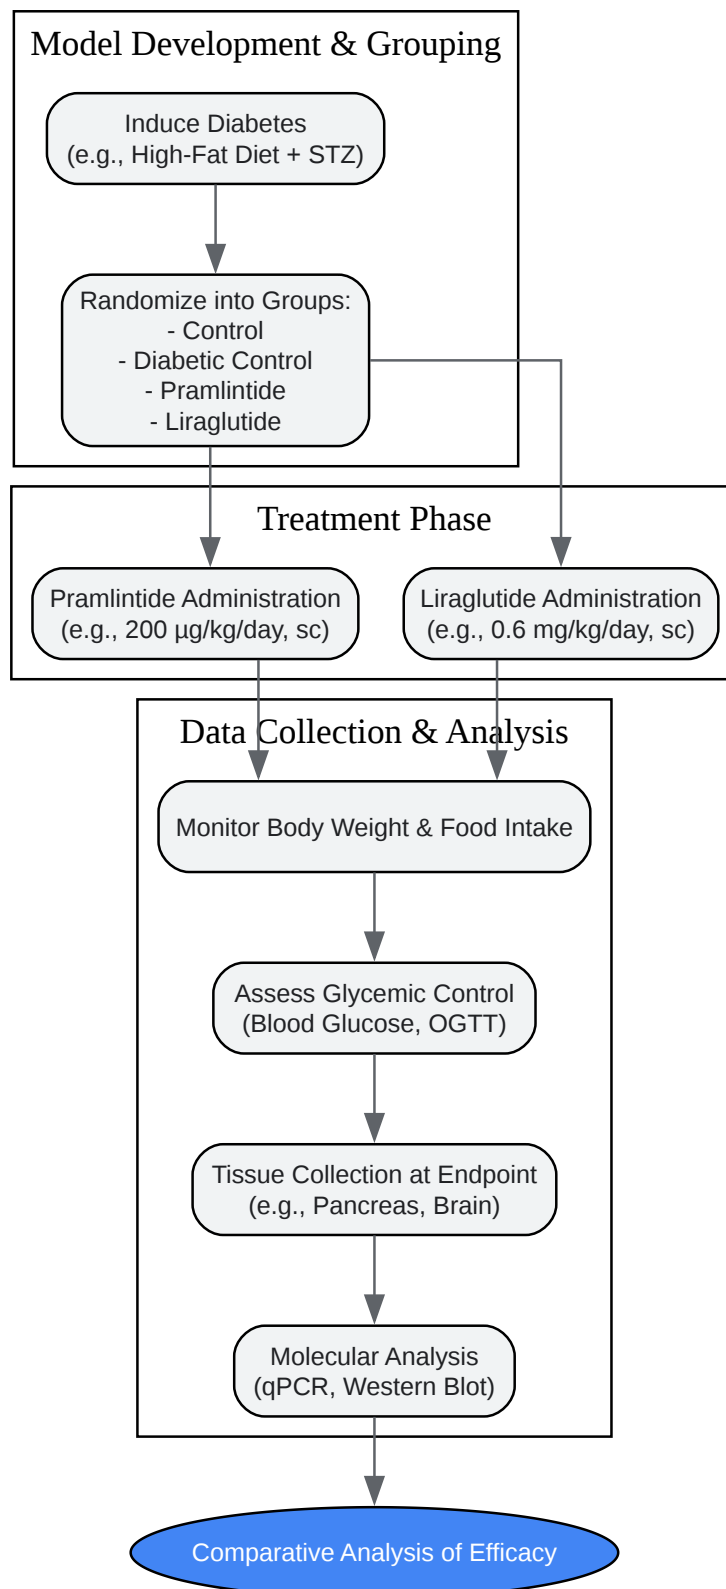 Model Development & Grouping
Induce Diabetes
(e.g., High-Fat Diet + STZ)
Randomize into Groups:
- Control
- Diabetic Control
- Pramlintide
- Liraglutide
Treatment Phase
Pramlintide Administration
(e.g., 200 µg/kg/day, sc)
Liraglutide Administration
(e.g., 0.6 mg/kg/day, sc)
Data Collection & Analysis
Monitor Body Weight & Food Intake
Assess Glycemic Control
(Blood Glucose, OGTT)
Tissue Collection at Endpoint
(e.g., Pancreas, Brain)
Molecular Analysis
(qPCR, Western Blot)
Comparative Analysis of Efficacy